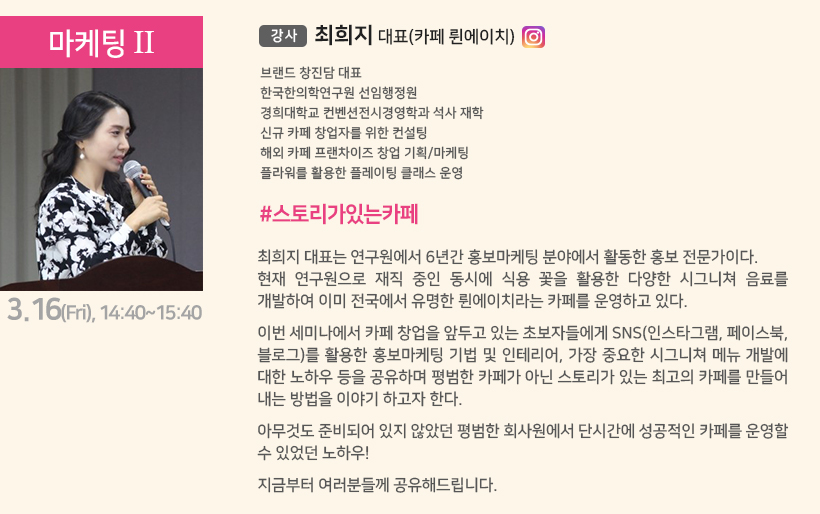 마케팅 II
3. 16(Fri), 14:40~15:40
강사 최희지 대표(카페 륀에이치)
브랜드 창진담 대표
한국한의학연구원 선임행정원
경희대학교 컨벤션전시경영학과 석사 재학
신규 카페 창업자를 위한 컨설팅
해외 카페 프랜차이즈 창업 기획/마케팅
플라워를 활용한 플레이팅 클래스 운영
#스토리가있는카페
최희지 대표는 연구원에서 6년간 홍보마케팅 분야에서 활동한 홍보 전문가이다.
현재 연구원으로 재직 중인 동시에 식용 꽃을 활용한 다양한 시그니쳐 음료를
개발하여 이미 전국에서 유명한 륀에이치라는 카페를 운영하고 있다.
이번 세미나에서 카페 창업을 앞두고 있는 초보자들에게 SNS(인스타그램, 페이스북,
블로그)를 활용한 홍보마케팅 기법 및 인테리어, 가장 중요한 시그니쳐 메뉴 개발에
대한 노하우 등을 공유하며 평범한 카페가 아닌 스토리가 있는 최고의 카페를 만들어
내는 방법을 이야기 하고자 한다.
아무것도 준비되어 있지 않았던 평범한 회사원에서 단시간에 성공적인 카페를 운영할
수 있었던 노하우!
지금부터 여러분들께 공유해드립니다.